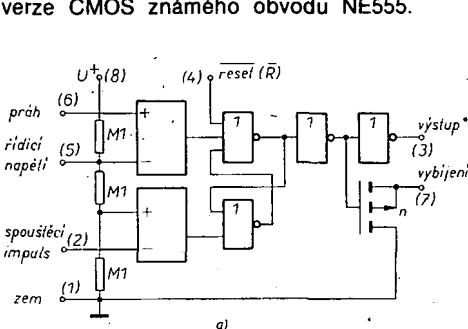 verze CMOS známého obvodu NE555.
U⁺ (8)
(4) reset (R̅)
(6)
práh
+
M1
1
1
1
výstup
(3)
řídicí
napětí
(5)
-
M1
vybíjení
(7)
+
1
n
spouštěcí
impuls
(2)
-
M1
zem
(1)
a)